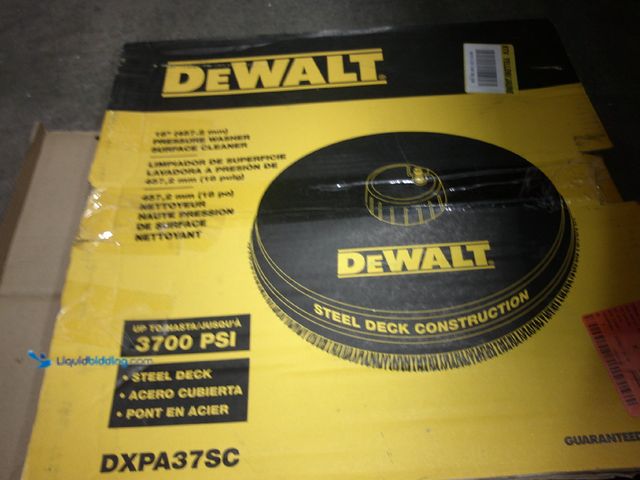 DEWALT
18" (457,2 mm)
PRESSURE WASHER
SURFACE CLEANER
LIMPIADOR DE SUPERFICIE
LAVADORA A PRESIÓN DE
457,2 mm (18 pulg)
457,2 mm (18 po)
NETTOYEUR
HAUTE PRESSION
DE SURFACE
NETTOYANT
DEWALT
STEEL DECK CONSTRUCTION
UP TO/HASTA/JUSQU'À
3700 PSI
• STEEL DECK
• ACERO CUBIERTA
• PONT EN ACIER
Liquidbidding.com
DXPA37SC
GUARANTEED